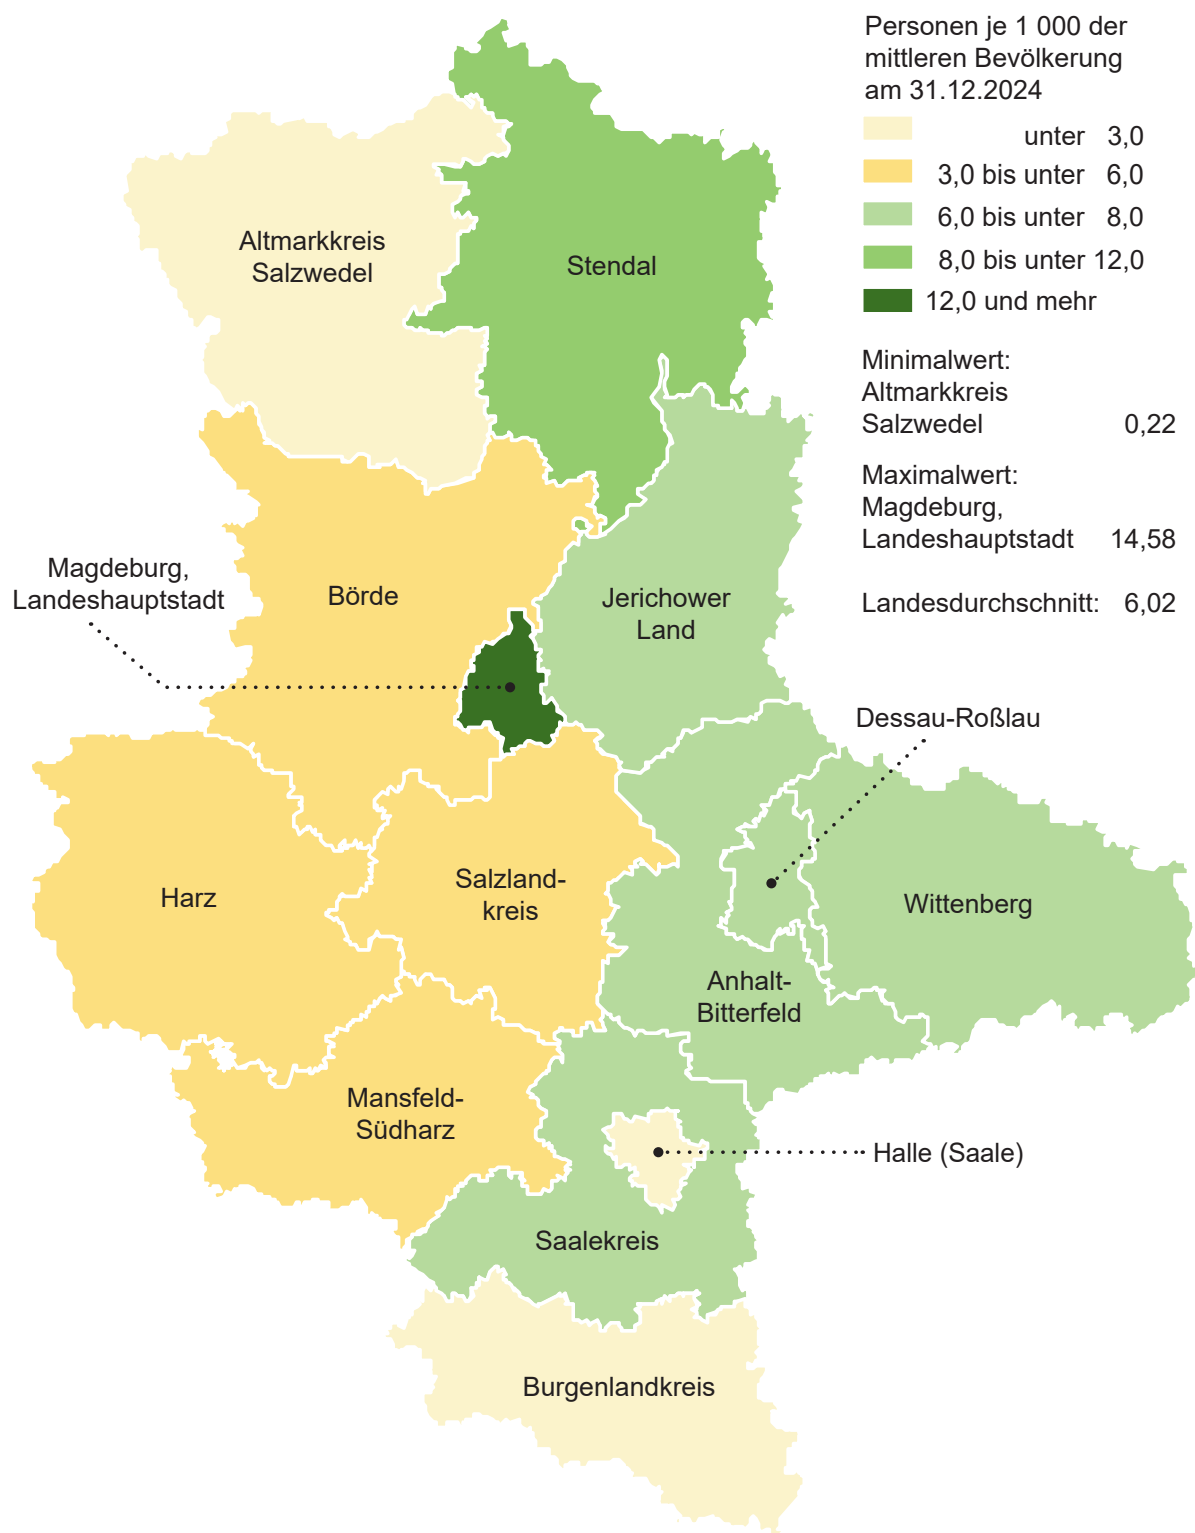 Personen je 1 000 der
mittleren Bevölkerung
am 31.12.2024
unter 3,0
3,0 bis unter 6,0
6,0 bis unter 8,0
8,0 bis unter 12,0
12,0 und mehr
Minimalwert:
Altmarkkreis
Salzwedel 0,22
Maximalwert:
Magdeburg,
Landeshauptstadt 14,58
Landesdurchschnitt: 6,02
Altmarkkreis
Salzwedel
Stendal
Magdeburg,
Landeshauptstadt
Börde
Jerichower
Land
Dessau-Roßlau
Harz
Salzland-
kreis
Wittenberg
Anhalt-
Bitterfeld
Mansfeld-
Südharz
Halle (Saale)
Saalekreis
Burgenlandkreis